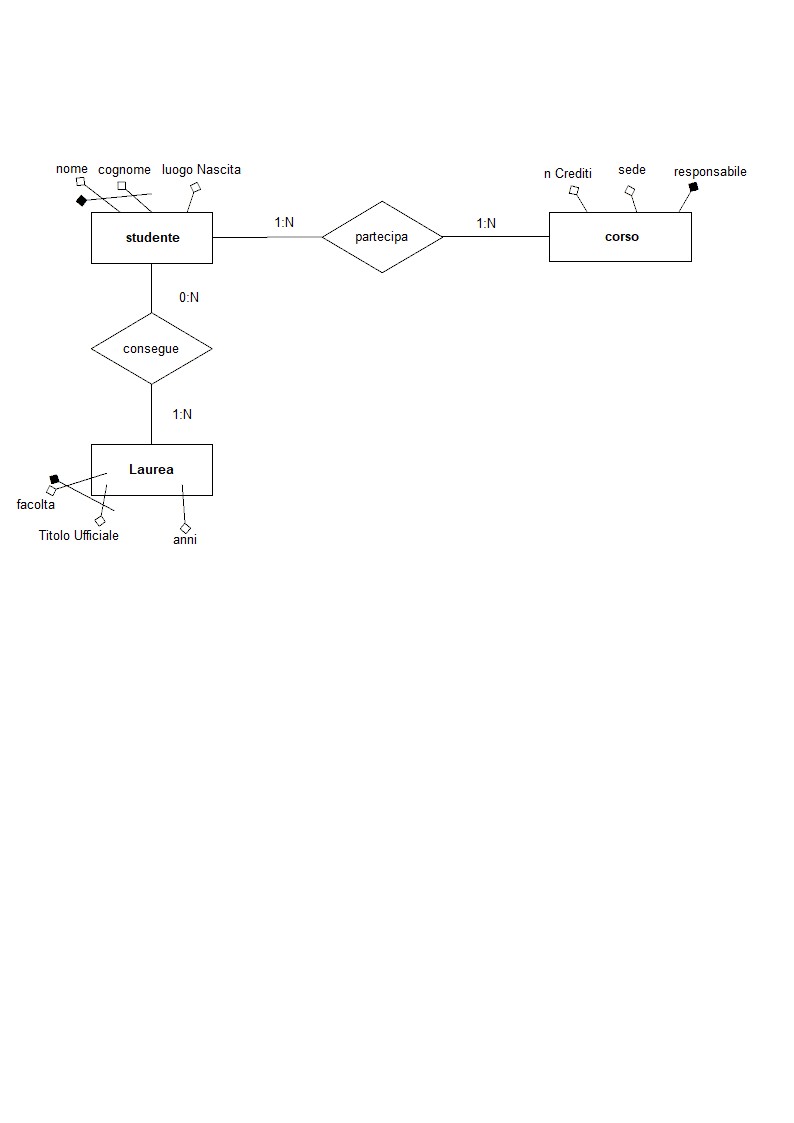 nome cognome luogo Nascita
n Crediti sede responsabile
studente 1:N partecipa 1:N corso
0:N
consegue
1:N
Laurea
facolta
Titolo Ufficiale anni